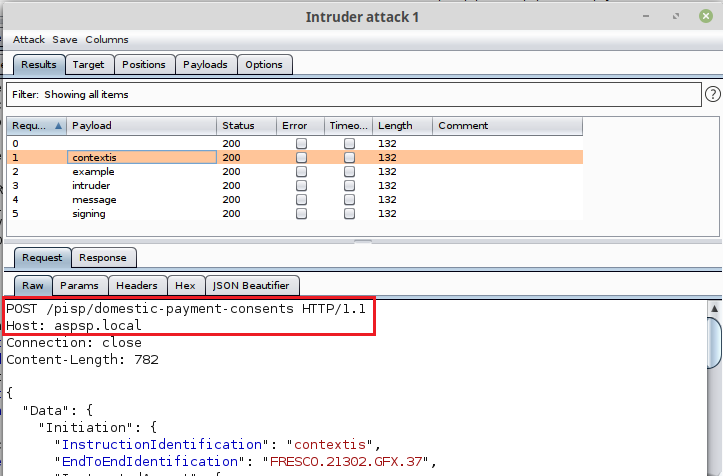 Intruder attack 1
Attack Save Columns
Results Target Positions Payloads Options
Filter: Showing all items
?
Requ... Payload Status Error Timeo... Length Comment
0 200 132
1 contextis 200 132
2 example 200 132
3 intruder 200 132
4 message 200 132
5 signing 200 132
Request Response
Raw Params Headers Hex JSON Beautifier
POST /pisp/domestic-payment-consents HTTP/1.1
Host: aspsp.local
Connection: close
Content-Length: 782
{
"Data": {
"Initiation": {
"InstructionIdentification": "contextis",
"EndToEndIdentification": "FRESCO.21302.GFX.37",